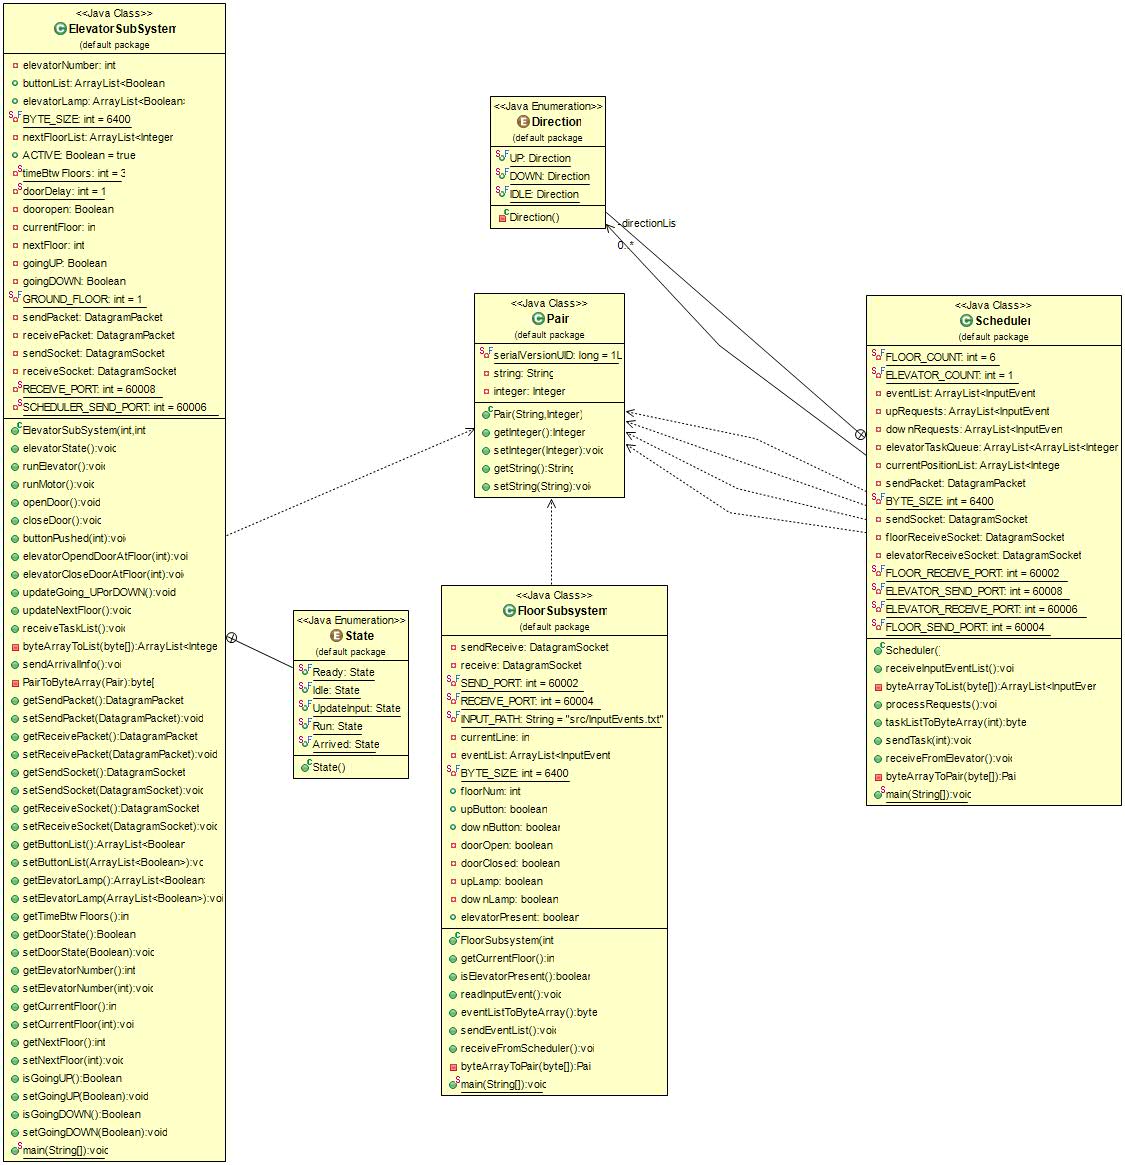 <<Java Class>>
ElevatorSubSystem
(default package
elevatorNumber: int
buttonList: ArrayList<Boolean
elevatorLamp: ArrayList<Boolean>
BYTE_SIZE: int = 6400
nextFloorList: ArrayList<Integer
ACTIVE: Boolean = true
timeBtwFloors: int = 3
doorDelay: int = 1
dooropen: Boolean
currentFloor: in
nextFloor: int
goingUP: Boolean
goingDOWN: Boolean
GROUND_FLOOR: int = 1
sendPacket: DatagramPacket
receivePacket: DatagramPacket
sendSocket: DatagramSocket
receiveSocket: DatagramSocket
RECEIVE_PORT: int = 60008
SCHEDULER_SEND_PORT: int = 60006
ElevatorSubSystem(int,int
elevatorState():voic
runElevator():voi
runMotor():voi
openDoor():void
closeDoor():void
buttonPushed(int):voi
elevatorOpendDoorAtFloor(int):voi
elevatorCloseDoorAtFloor(int):voi
updateGoing_UPorDOWN():void
updateNextFloor():voic
receiveTaskList():voic
byteArrayToList(byte[]):ArrayList<Intege
sendArrivalInfo():voi
PairToByteArray(Pair):byte[
getSendPacket():DatagramPacket
setSendPacket(DatagramPacket):void
getReceivePacket():DatagramPacket
setReceivePacket(DatagramPacket):void
getSendSocket():DatagramSocket
setSendSocket(DatagramSocket):voi
getReceiveSocket():DatagramSocket
setReceiveSocket(DatagramSocket):voic
getButtonList():ArrayList<Boolean
setButtonList(ArrayList<Boolean>):vc
getElevatorLamp():ArrayList<Boolean
setElevatorLamp(ArrayList<Boolean>):voi
getTimeBtwFloors():in
getDoorState():Boolean
setDoorState(Boolean):voic
getElevatorNumber():int
setElevatorNumber(int):voic
getCurrentFloor():in
setCurrentFloor(int):voi
getNextFloor():int
setNextFloor(int):voic
isGoingUP():Boolean
setGoingUP(Boolean):void
isGoingDOWN():Boolean
setGoingDOWN(Boolean):void
main(String[]):voic
<<Java Enumeration>>
Direction
(default package
UP: Direction
DOWN: Direction
IDLE: Direction
Direction()
-directionLis
0..*
<<Java Class>>
Pair
(default package
serialVersionUID: long = 1L
string: String
integer: Integer
Pair(String,Integer)
getInteger():Integer
setInteger(Integer):voic
getString():String
setString(String):voi
<<Java Class>>
Scheduler
(default package
FLOOR_COUNT: int = 6
ELEVATOR_COUNT: int = 1
eventList: ArrayList<InputEvent
upRequests: ArrayList<InputEvent
downRequests: ArrayList<InputEven
elevatorTaskQueue: ArrayList<ArrayList<Integer
currentPositionList: ArrayList<Intege
sendPacket: DatagramPacket
BYTE_SIZE: int = 6400
sendSocket: DatagramSocket
floorReceiveSocket: DatagramSocket
elevatorReceiveSocket: DatagramSocket
FLOOR_RECEIVE_PORT: int = 60002
ELEVATOR_SEND_PORT: int = 60008
ELEVATOR_RECEIVE_PORT: int = 60006
FLOOR_SEND_PORT: int = 60004
Scheduler(
receiveInputEventList():voi
byteArrayToList(byte[]):ArrayList<InputEver
processRequests():voi
taskListToByteArray(int):byte
sendTask(int):voic
receiveFromElevator():voic
byteArrayToPair(byte[]):Pai
main(String[]):voic
<<Java Enumeration>>
State
(default package
Ready: State
Idle: State
UpdateInput: State
Run: State
Arrived: State
State()
<<Java Class>>
FloorSubsystem
(default package
sendReceive: DatagramSocket
receive: DatagramSocket
SEND_PORT: int = 60002
RECEIVE_PORT: int = 60004
INPUT_PATH: String = "src/InputEvents.txt"
currentLine: in
eventList: ArrayList<InputEvent
BYTE_SIZE: int = 6400
floorNum: int
upButton: boolean
downButton: boolear
doorOpen: boolean
doorClosed: boolean
upLamp: boolean
downLamp: boolean
elevatorPresent: boolear
FloorSubsystem(int
getCurrentFloor():in
isElevatorPresent():boolear
readInputEvent():voic
eventListToByteArray():byte
sendEventList():voic
receiveFromScheduler():voi
byteArrayToPair(byte[]):Pai
main(String[]):voic